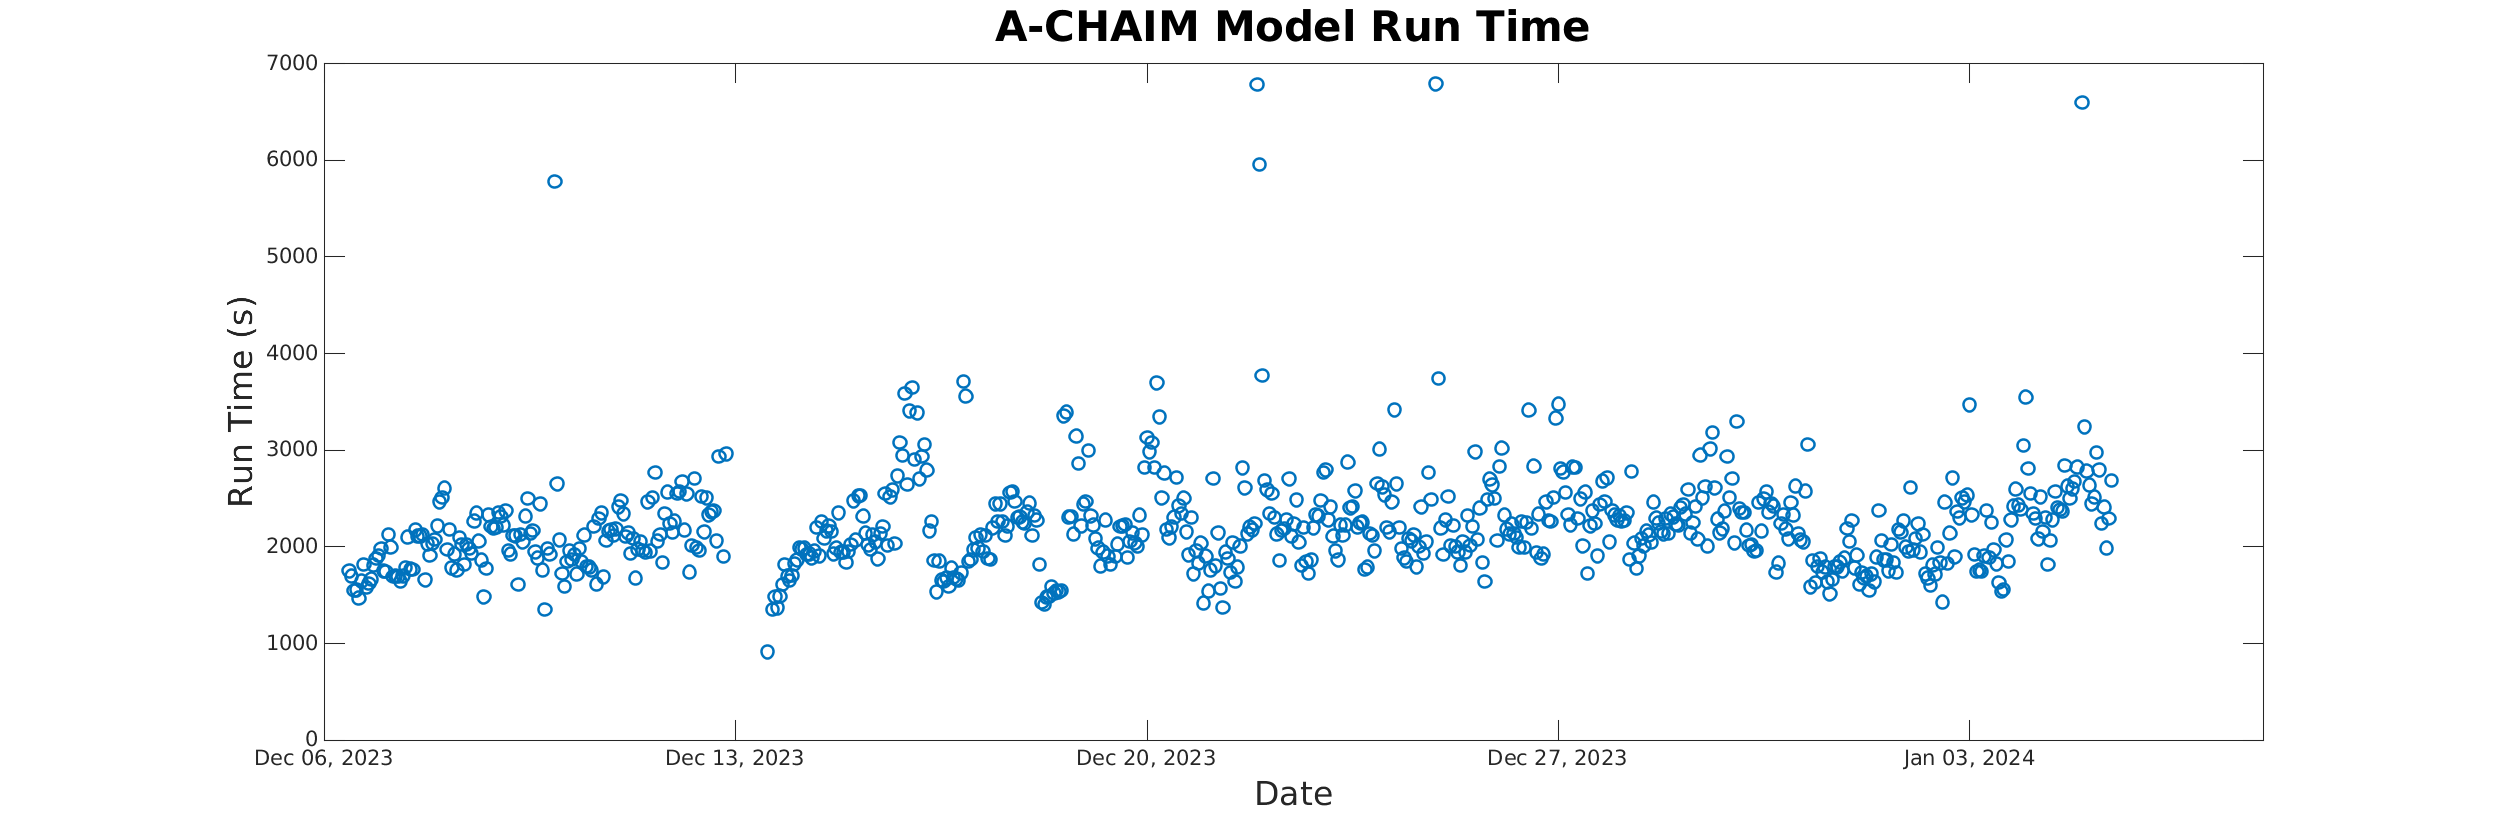 A-CHAIM Model Run Time
7000
6000
5000
4000
3000
2000
1000
0
Run Time (s)
Dec 06, 2023
Dec 13, 2023
Dec 20, 2023
Dec 27, 2023
Jan 03, 2024
Date